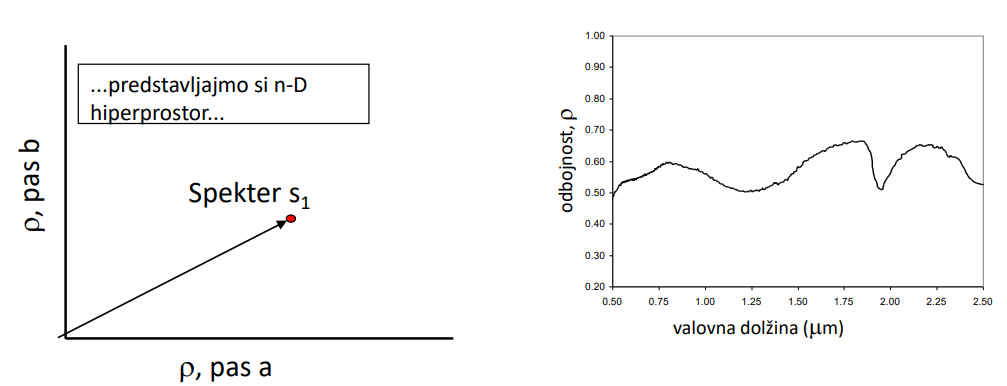 ...predstavljajmo si n-D
hiperprostor...
ρ, pas b
Spekter s₁
ρ, pas a
odbojnost, ρ
1.00
0.90
0.80
0.70
0.60
0.50
0.40
0.30
0.20
0.50 0.75 1.00 1.25 1.50 1.75 2.00 2.25 2.50
valovna dolžina (μm)